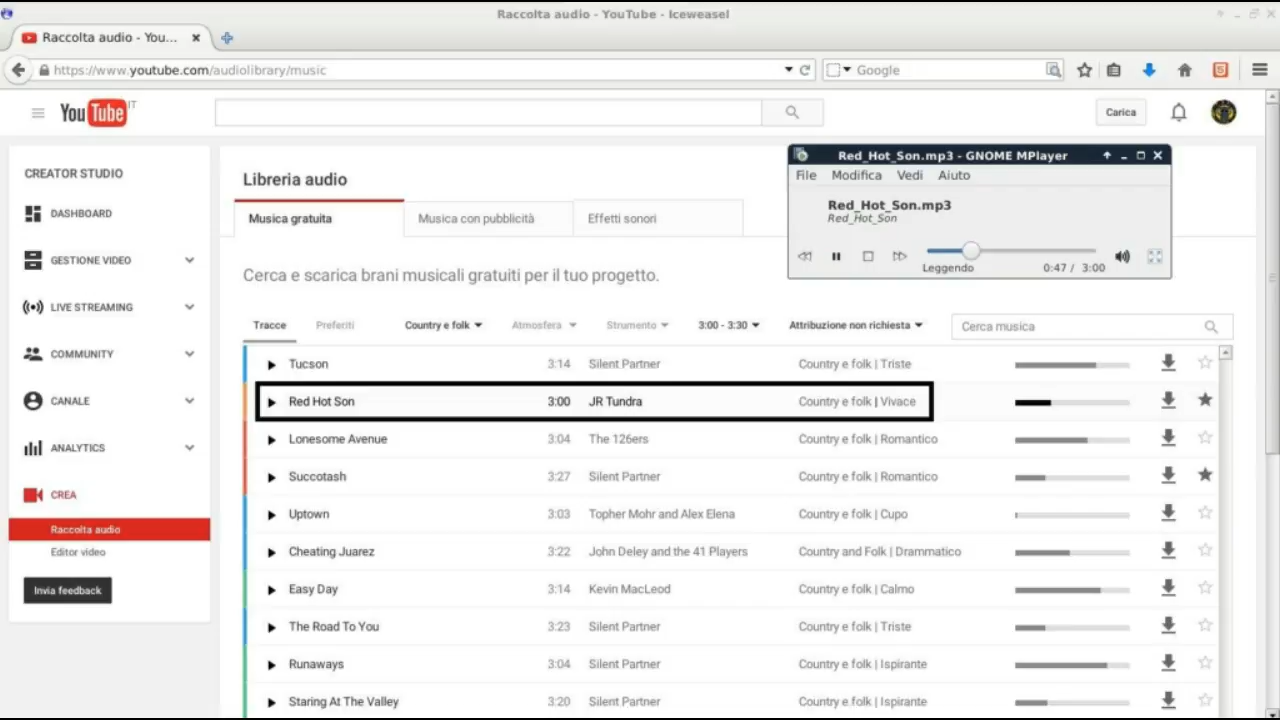 Raccolta audio - YouTube - Iceweasel
Raccolta audio - You...
https://www.youtube.com/audiolibrary/music
Google
YouTube IT
Carica
CREATOR STUDIO
DASHBOARD
GESTIONE VIDEO
LIVE STREAMING
COMMUNITY
CANALE
ANALYTICS
CREA
Raccolta audio
Editor video
Invia feedback
Libreria audio
Musica gratuita
Musica con pubblicità
Effetti sonori
Cerca e scarica brani musicali gratuiti per il tuo progetto.
Red_Hot_Son.mp3 - GNOME MPlayer
File Modifica Vedi Aiuto
Red_Hot_Son.mp3
Red_Hot_Son
Leggendo 0:47 / 3:00
Tracce Preferiti Country e folk Atmosfera Strumento 3:00 - 3:30 Attribuzione non richiesta Cerca musica
Tucson 3:14 Silent Partner Country e folk | Triste
Red Hot Son 3:00 JR Tundra Country e folk | Vivace
Lonesome Avenue 3:04 The 126ers Country e folk | Romantico
Succotash 3:27 Silent Partner Country e folk | Romantico
Uptown 3:03 Topher Mohr and Alex Elena Country e folk | Cupo
Cheating Juarez 3:22 John Deley and the 41 Players Country and Folk | Drammatico
Easy Day 3:14 Kevin MacLeod Country e folk | Calmo
The Road To You 3:23 Silent Partner Country e folk | Triste
Runaways 3:04 Silent Partner Country e folk | Ispirante
Staring At The Valley 3:20 Silent Partner Country e folk | Ispirante